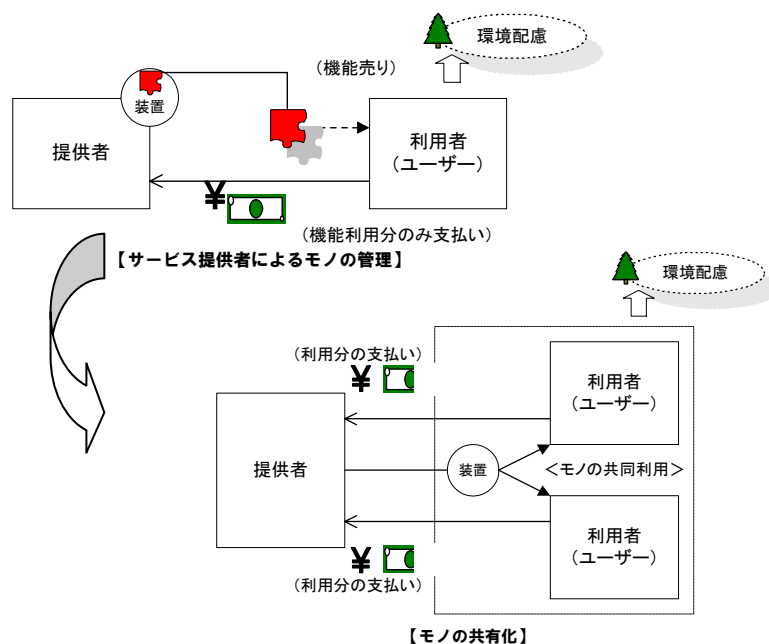 環境配慮
(機能売り)
装置
提供者
利用者
(ユーザー)
¥
(機能利用分のみ支払い)
【サービス提供者によるモノの管理】
環境配慮
(利用分の支払い)
¥
利用者
(ユーザー)
提供者
装置
<モノの共同利用>
利用者
(ユーザー)
¥
(利用分の支払い)
【モノの共有化】